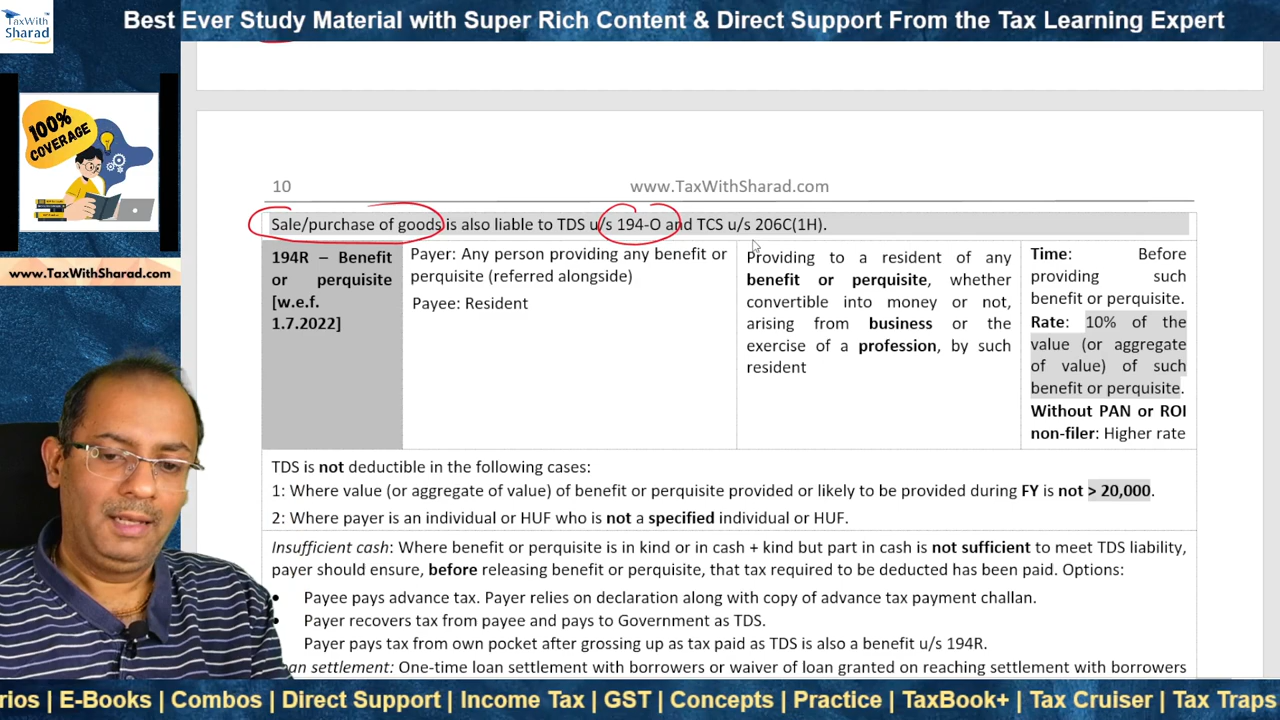 TaxWith
Sharad
Best Ever Study Material with Super Rich Content & Direct Support From the Tax Learning Expert
100%
COVERAGE
www.TaxWithSharad.com
10
www.TaxWithSharad.com
Sale/purchase of goods is also liable to TDS u/s 194-O and TCS u/s 206C(1H).
194R – Benefit
or perquisite
[w.e.f.
1.7.2022]
Payer: Any person providing any benefit or
perquisite (referred alongside)
Payee: Resident
Providing to a resident of any
benefit or perquisite, whether
convertible into money or not,
arising from business or the
exercise of a profession, by such
resident
Time: Before
providing such
benefit or perquisite.
Rate: 10% of the
value (or aggregate
of value) of such
benefit or perquisite.
Without PAN or ROI
non-filer: Higher rate
TDS is not deductible in the following cases:
1: Where value (or aggregate of value) of benefit or perquisite provided or likely to be provided during FY is not > 20,000.
2: Where payer is an individual or HUF who is not a specified individual or HUF.
Insufficient cash: Where benefit or perquisite is in kind or in cash + kind but part in cash is not sufficient to meet TDS liability,
payer should ensure, before releasing benefit or perquisite, that tax required to be deducted has been paid. Options:
• Payee pays advance tax. Payer relies on declaration along with copy of advance tax payment challan.
• Payer recovers tax from payee and pays to Government as TDS.
Payer pays tax from own pocket after grossing up as tax paid as TDS is also a benefit u/s 194R.
settlement: One-time loan settlement with borrowers or waiver of loan granted on reaching settlement with borrowers
rios | E-Books | Combos | Direct Support | Income Tax | GST | Concepts | Practice | TaxBook+ | Tax Cruiser | Tax Traps